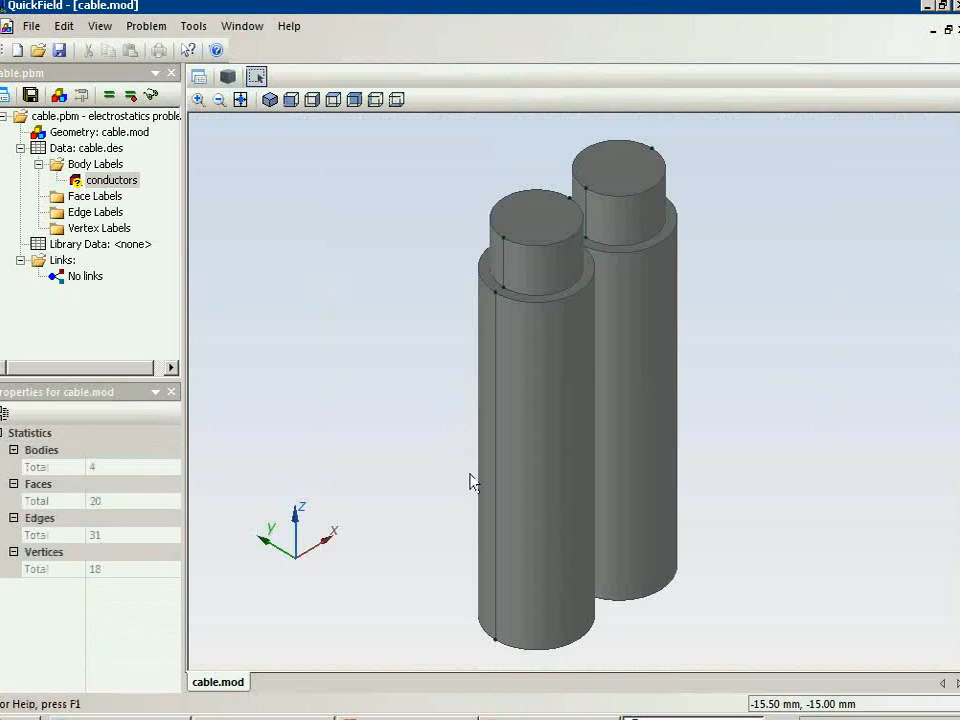 QuickField - [cable.mod]
File Edit View Problem Tools Window Help
able.pbm
cable.pbm - electrostatics proble
Geometry: cable.mod
Data: cable.des
Body Labels
conductors
Face Labels
Edge Labels
Vertex Labels
Library Data: <none>
Links:
No links
roperties for cable.mod
Statistics
Bodies
Total 4
Faces
Total 20
Edges
Total 31
Vertices
Total 18
z
y
x
cable.mod
or Help, press F1
-15.50 mm, -15.00 mm